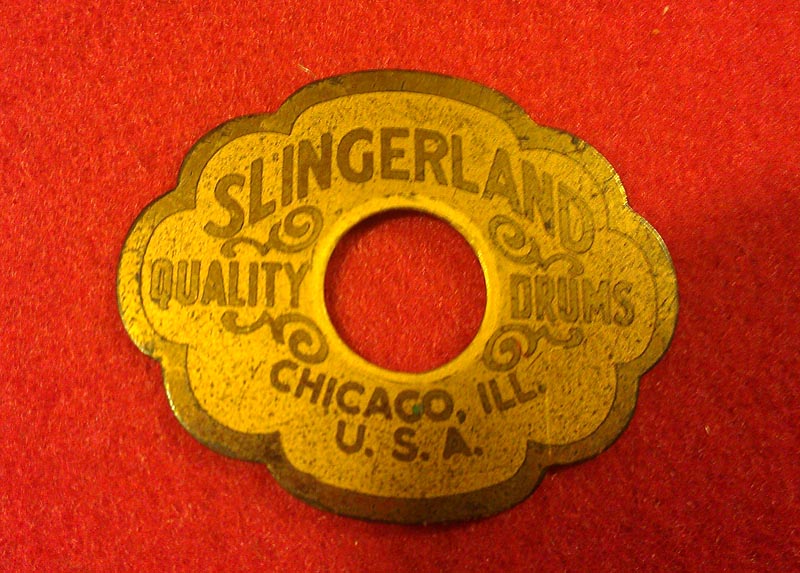 SLINGERLAND
QUALITY DRUMS
CHICAGO, ILL.
U. S. A.